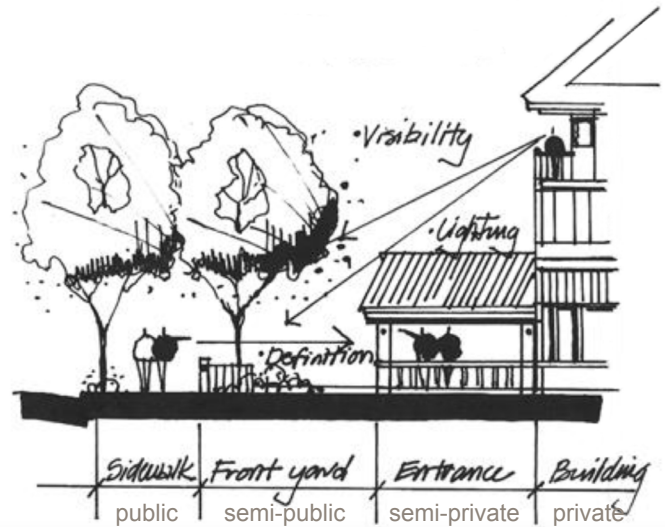 •Visibility
•Lighting
•Definition
Sidewalk Front yard Entrance Building
public semi-public semi-private private